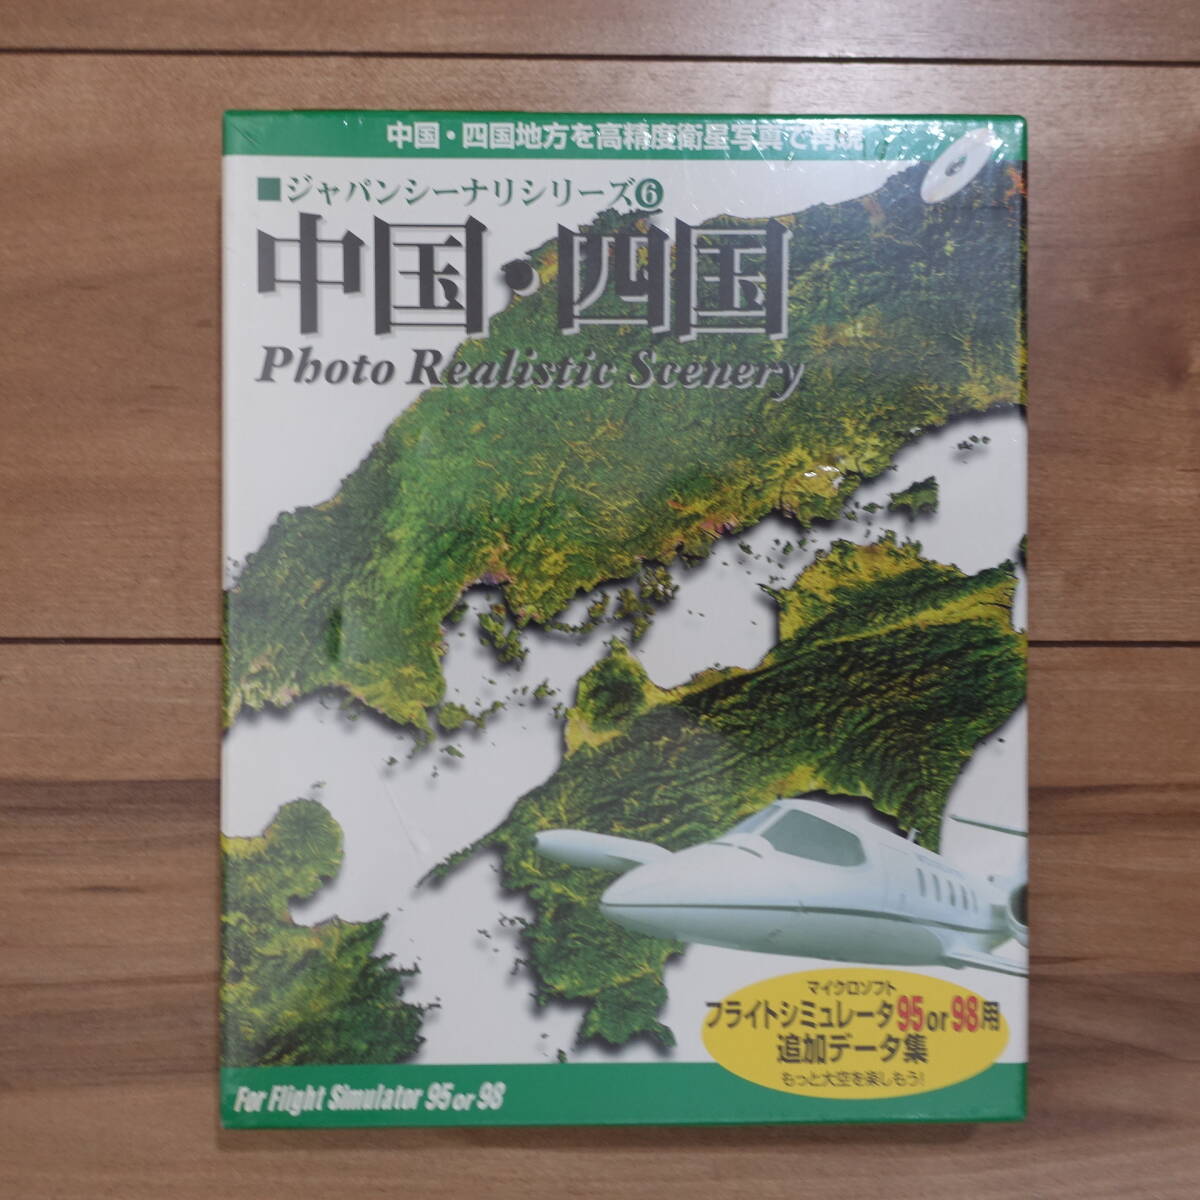 中国・四国地方を高精度衛星写真で再現
■ジャパンシーナリシリーズ❻
中国・四国
Photo Realistic Scenery
マイクロソフト
フライトシミュレータ95or98用
追加データ集
もっと大空を楽しもう!
For Flight Simulator 95 or 98